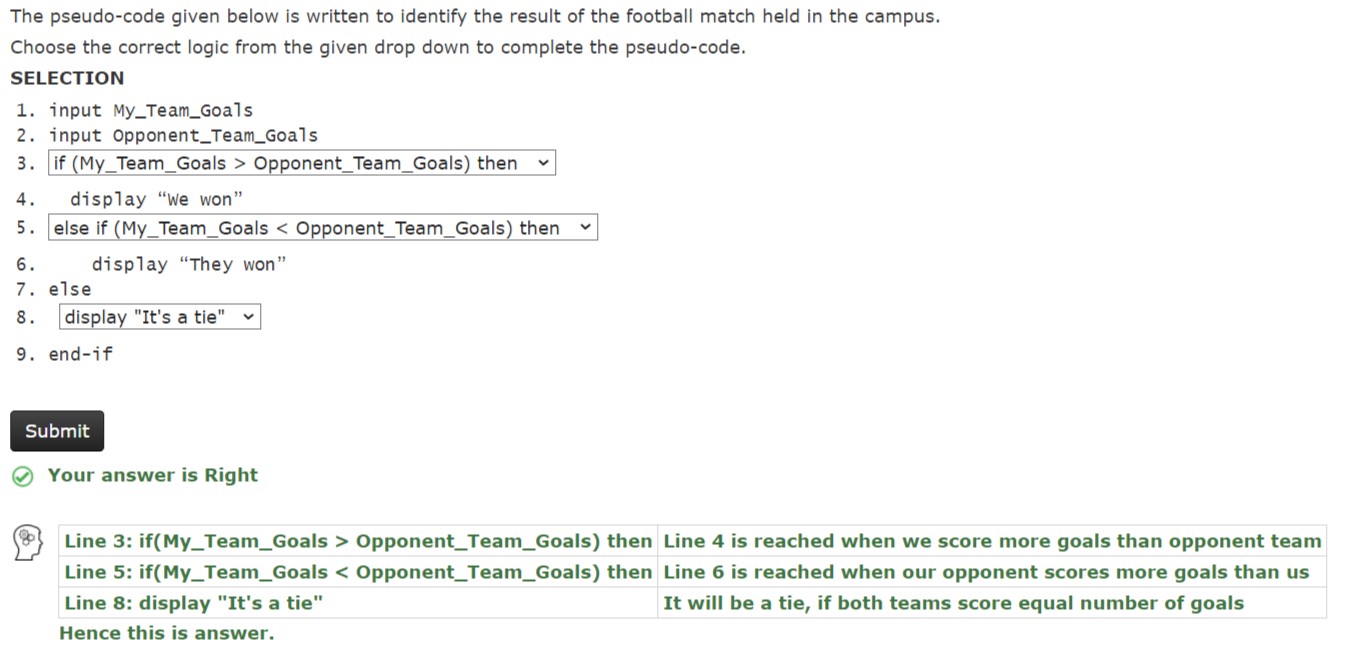 The pseudo-code given below is written to identify the result of the football match held in the campus.
Choose the correct logic from the given drop down to complete the pseudo-code.
SELECTION
1. input My_Team_Goals
2. input Opponent_Team_Goals
3. if (My_Team_Goals > Opponent_Team_Goals) then
4. display “We won”
5. else if (My_Team_Goals < Opponent_Team_Goals) then
6. display “They won”
7. else
8. display "It's a tie"
9. end-if
Submit
Your answer is Right
Line 3: if(My_Team_Goals > Opponent_Team_Goals) then Line 4 is reached when we score more goals than opponent team
Line 5: if(My_Team_Goals < Opponent_Team_Goals) then Line 6 is reached when our opponent scores more goals than us
Line 8: display "It's a tie" It will be a tie, if both teams score equal number of goals
Hence this is answer.